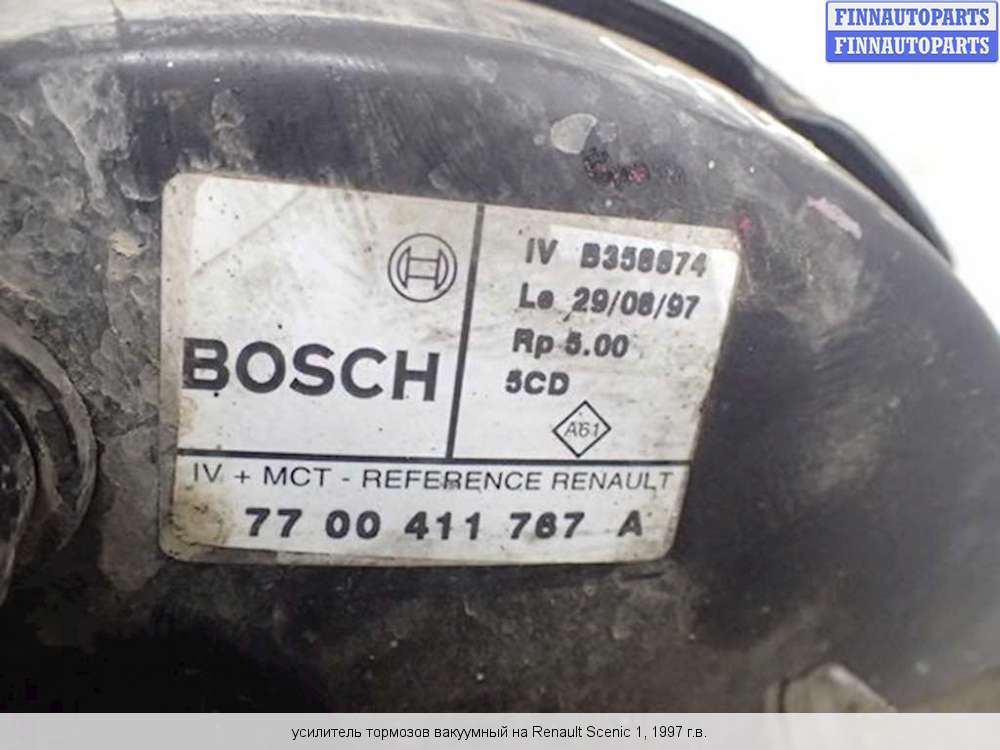 FINNAUTOPARTS
FINNAUTOPARTS
IV B358874
Le 29/08/97
BOSCH
Rp 5.00
5CD
A61
IV + MCT - REFERENCE RENAULT
77 00 411 767 A
усилитель тормозов вакуумный на Renault Scenic 1, 1997 г.в.